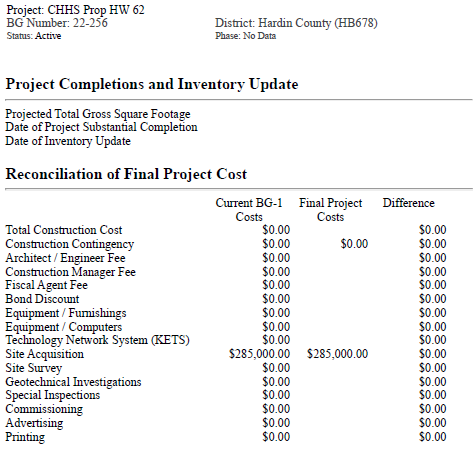 Project: CHHS Prop HW 62
BG Number: 22-256 District: Hardin County (HB678)
Status: Active Phase: No Data
Project Completions and Inventory Update
Projected Total Gross Square Footage
Date of Project Substantial Completion
Date of Inventory Update
Reconciliation of Final Project Cost
Current BG-1 Final Project Difference
Costs Costs
Total Construction Cost $0.00 $0.00
Construction Contingency $0.00 $0.00 $0.00
Architect / Engineer Fee $0.00 $0.00
Construction Manager Fee $0.00 $0.00
Fiscal Agent Fee $0.00 $0.00
Bond Discount $0.00 $0.00
Equipment / Furnishings $0.00 $0.00
Equipment / Computers $0.00 $0.00
Technology Network System (KETS) $0.00 $0.00
Site Acquisition $285,000.00 $285,000.00 $0.00
Site Survey $0.00 $0.00
Geotechnical Investigations $0.00 $0.00
Special Inspections $0.00 $0.00
Commissioning $0.00 $0.00
Advertising $0.00 $0.00
Printing $0.00 $0.00